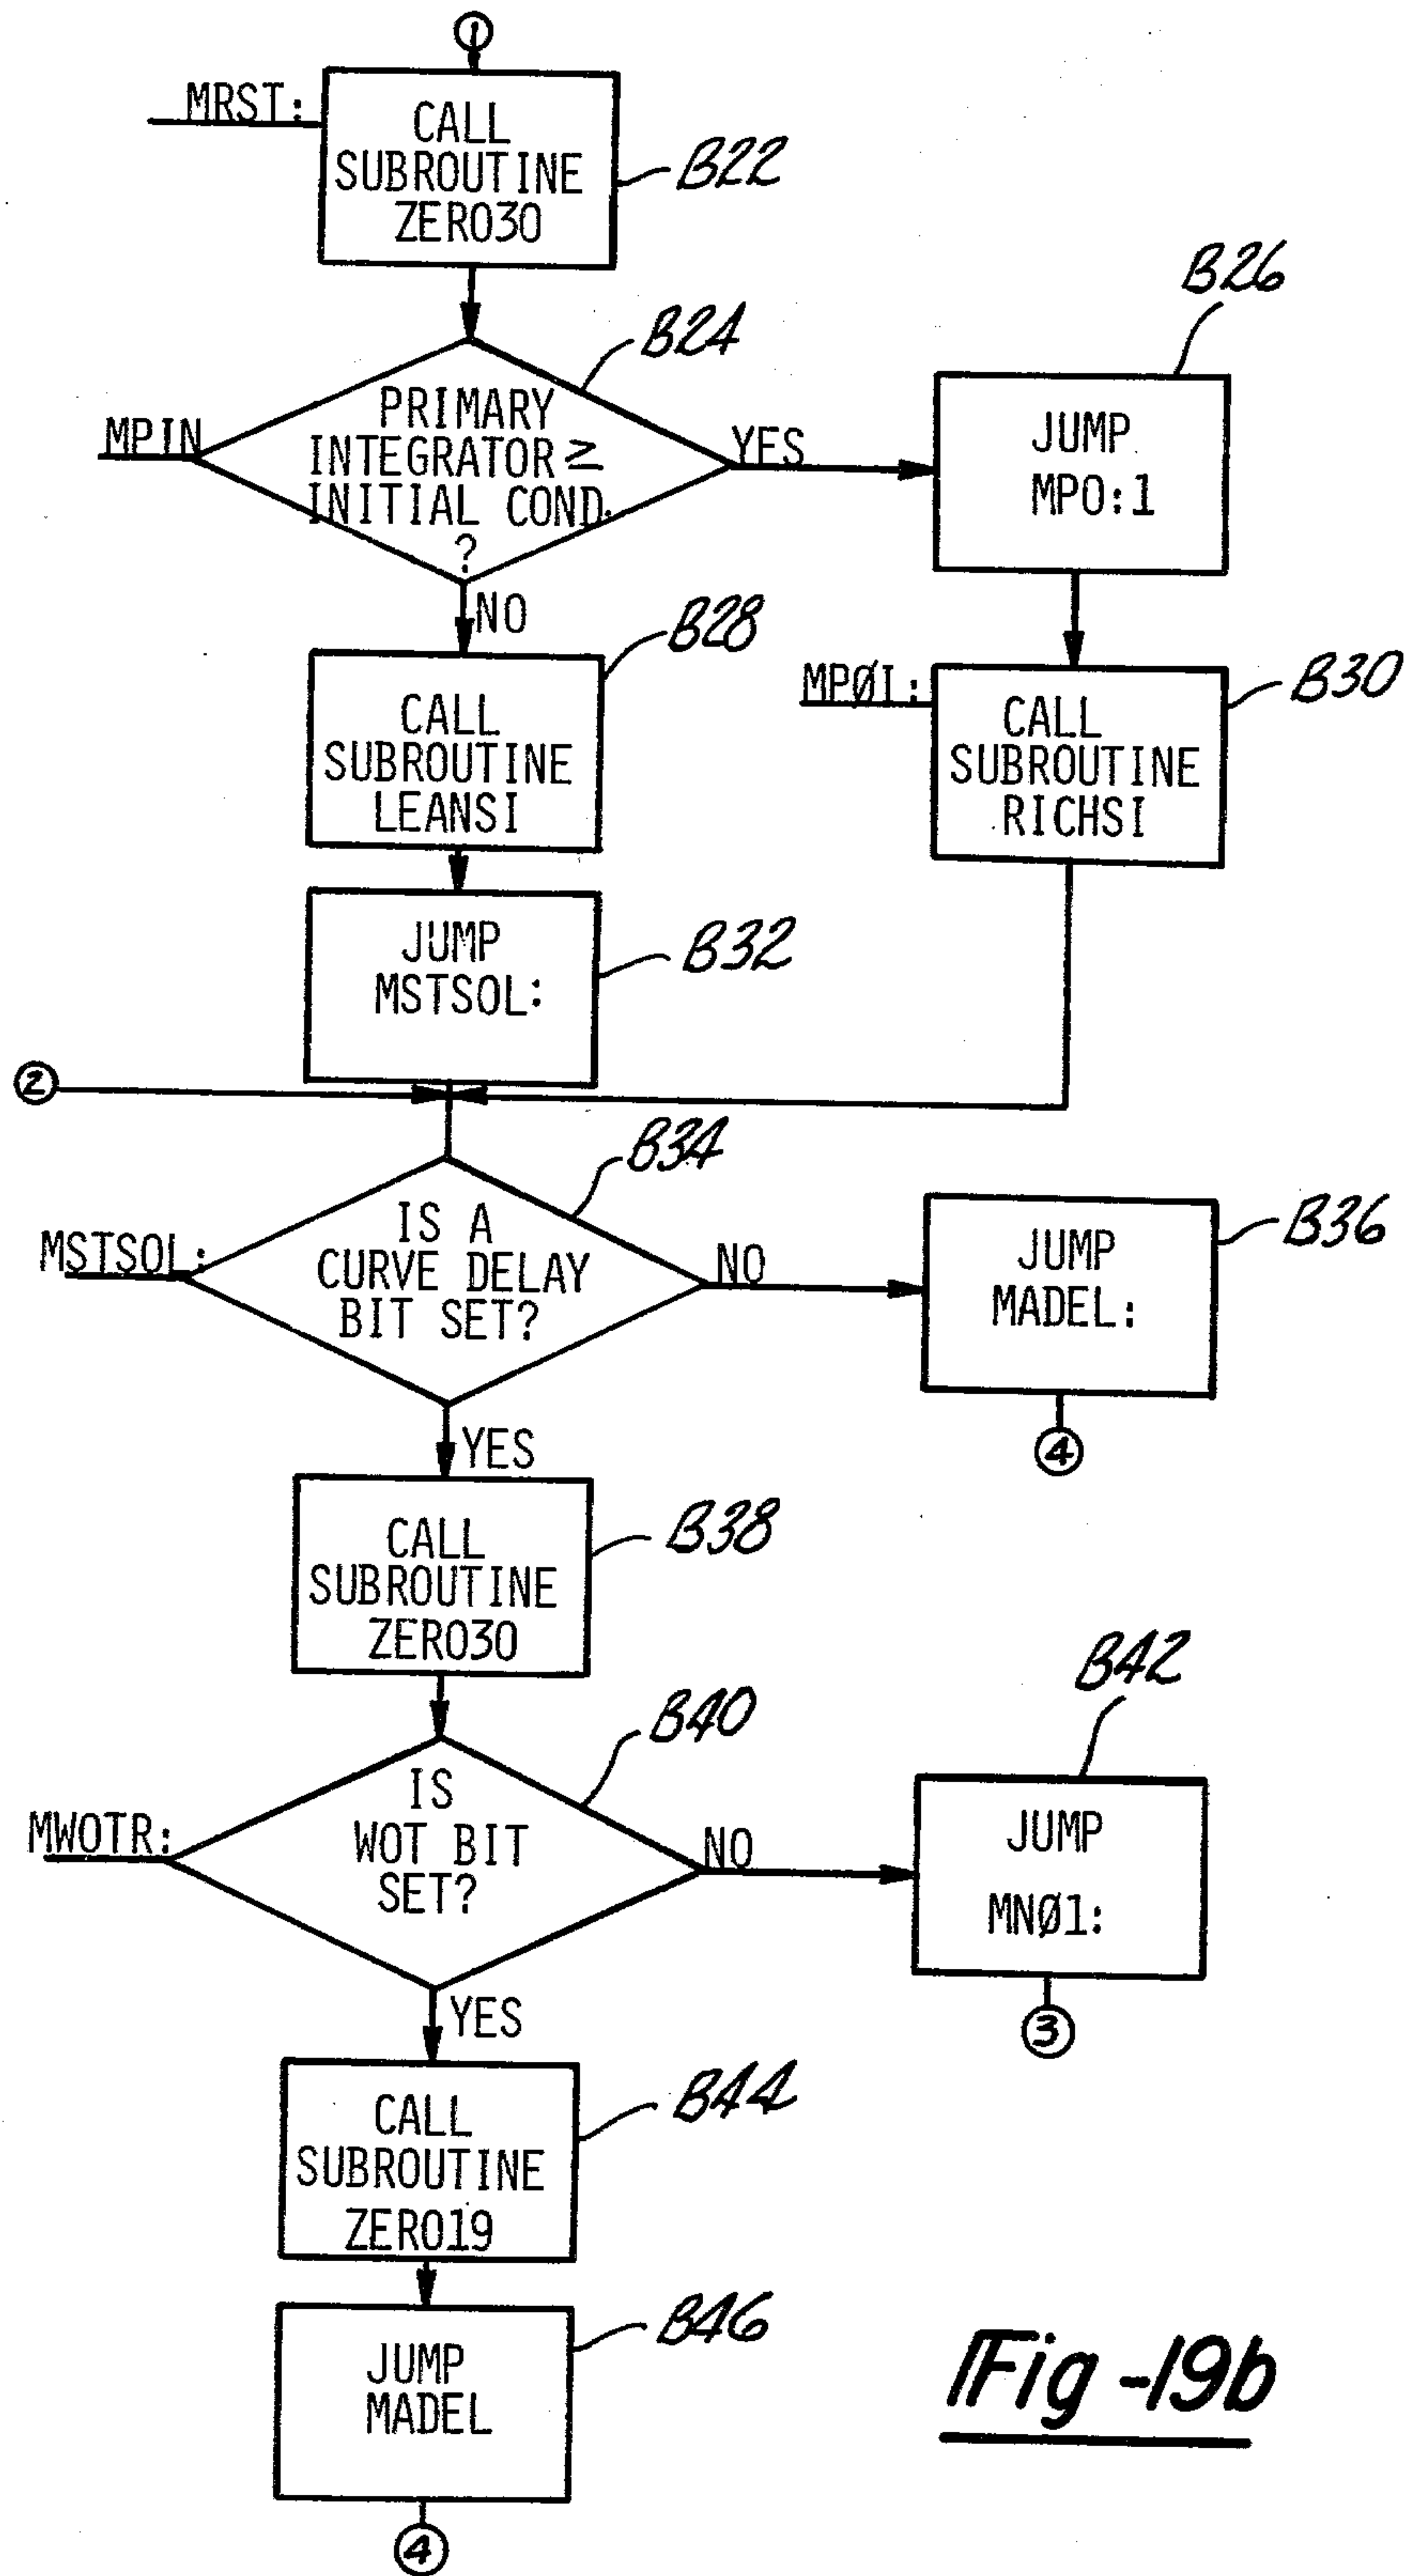 1
MRST:
CALL
SUBROUTINE
ZERO30
B22
B24
MPIN
PRIMARY
INTEGRATOR ≥
INITIAL COND.
?
YES
B26
JUMP
MPO:1
NO
B28
CALL
SUBROUTINE
LEANSI
MPØI:
CALL
SUBROUTINE
RICHSI
B30
JUMP
MSTSOL:
B32
2
B34
MSTSOL:
IS A
CURVE DELAY
BIT SET?
NO
JUMP
MADEL:
B36
4
YES
CALL
SUBROUTINE
ZERO30
B38
B40
MWOTR:
IS
WOT BIT
SET?
NO
B42
JUMP
MNØ1:
3
YES
CALL
SUBROUTINE
ZERO19
B44
JUMP
MADEL
B46
4
Fig-19b